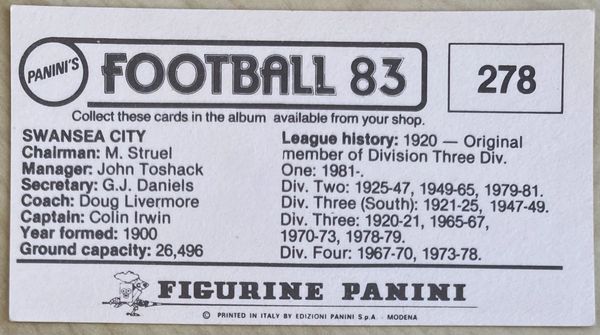 PANINI'S
FOOTBALL 83
278
Collect these cards in the album available from your shop.
SWANSEA CITY
Chairman: M. Struel
Manager: John Toshack
Secretary: G.J. Daniels
Coach: Doug Livermore
Captain: Colin Irwin
Year formed: 1900
Ground capacity: 26,496
League history: 1920 — Original
member of Division Three Div.
One: 1981-.
Div. Two: 1925-47, 1949-65, 1979-81.
Div. Three (South): 1921-25, 1947-49.
Div. Three: 1920-21, 1965-67,
1970-73, 1978-79.
Div. Four: 1967-70, 1973-78.
FIGURINE PANINI
© PRINTED IN ITALY BY EDIZIONI PANINI S.p.A. - MODENA